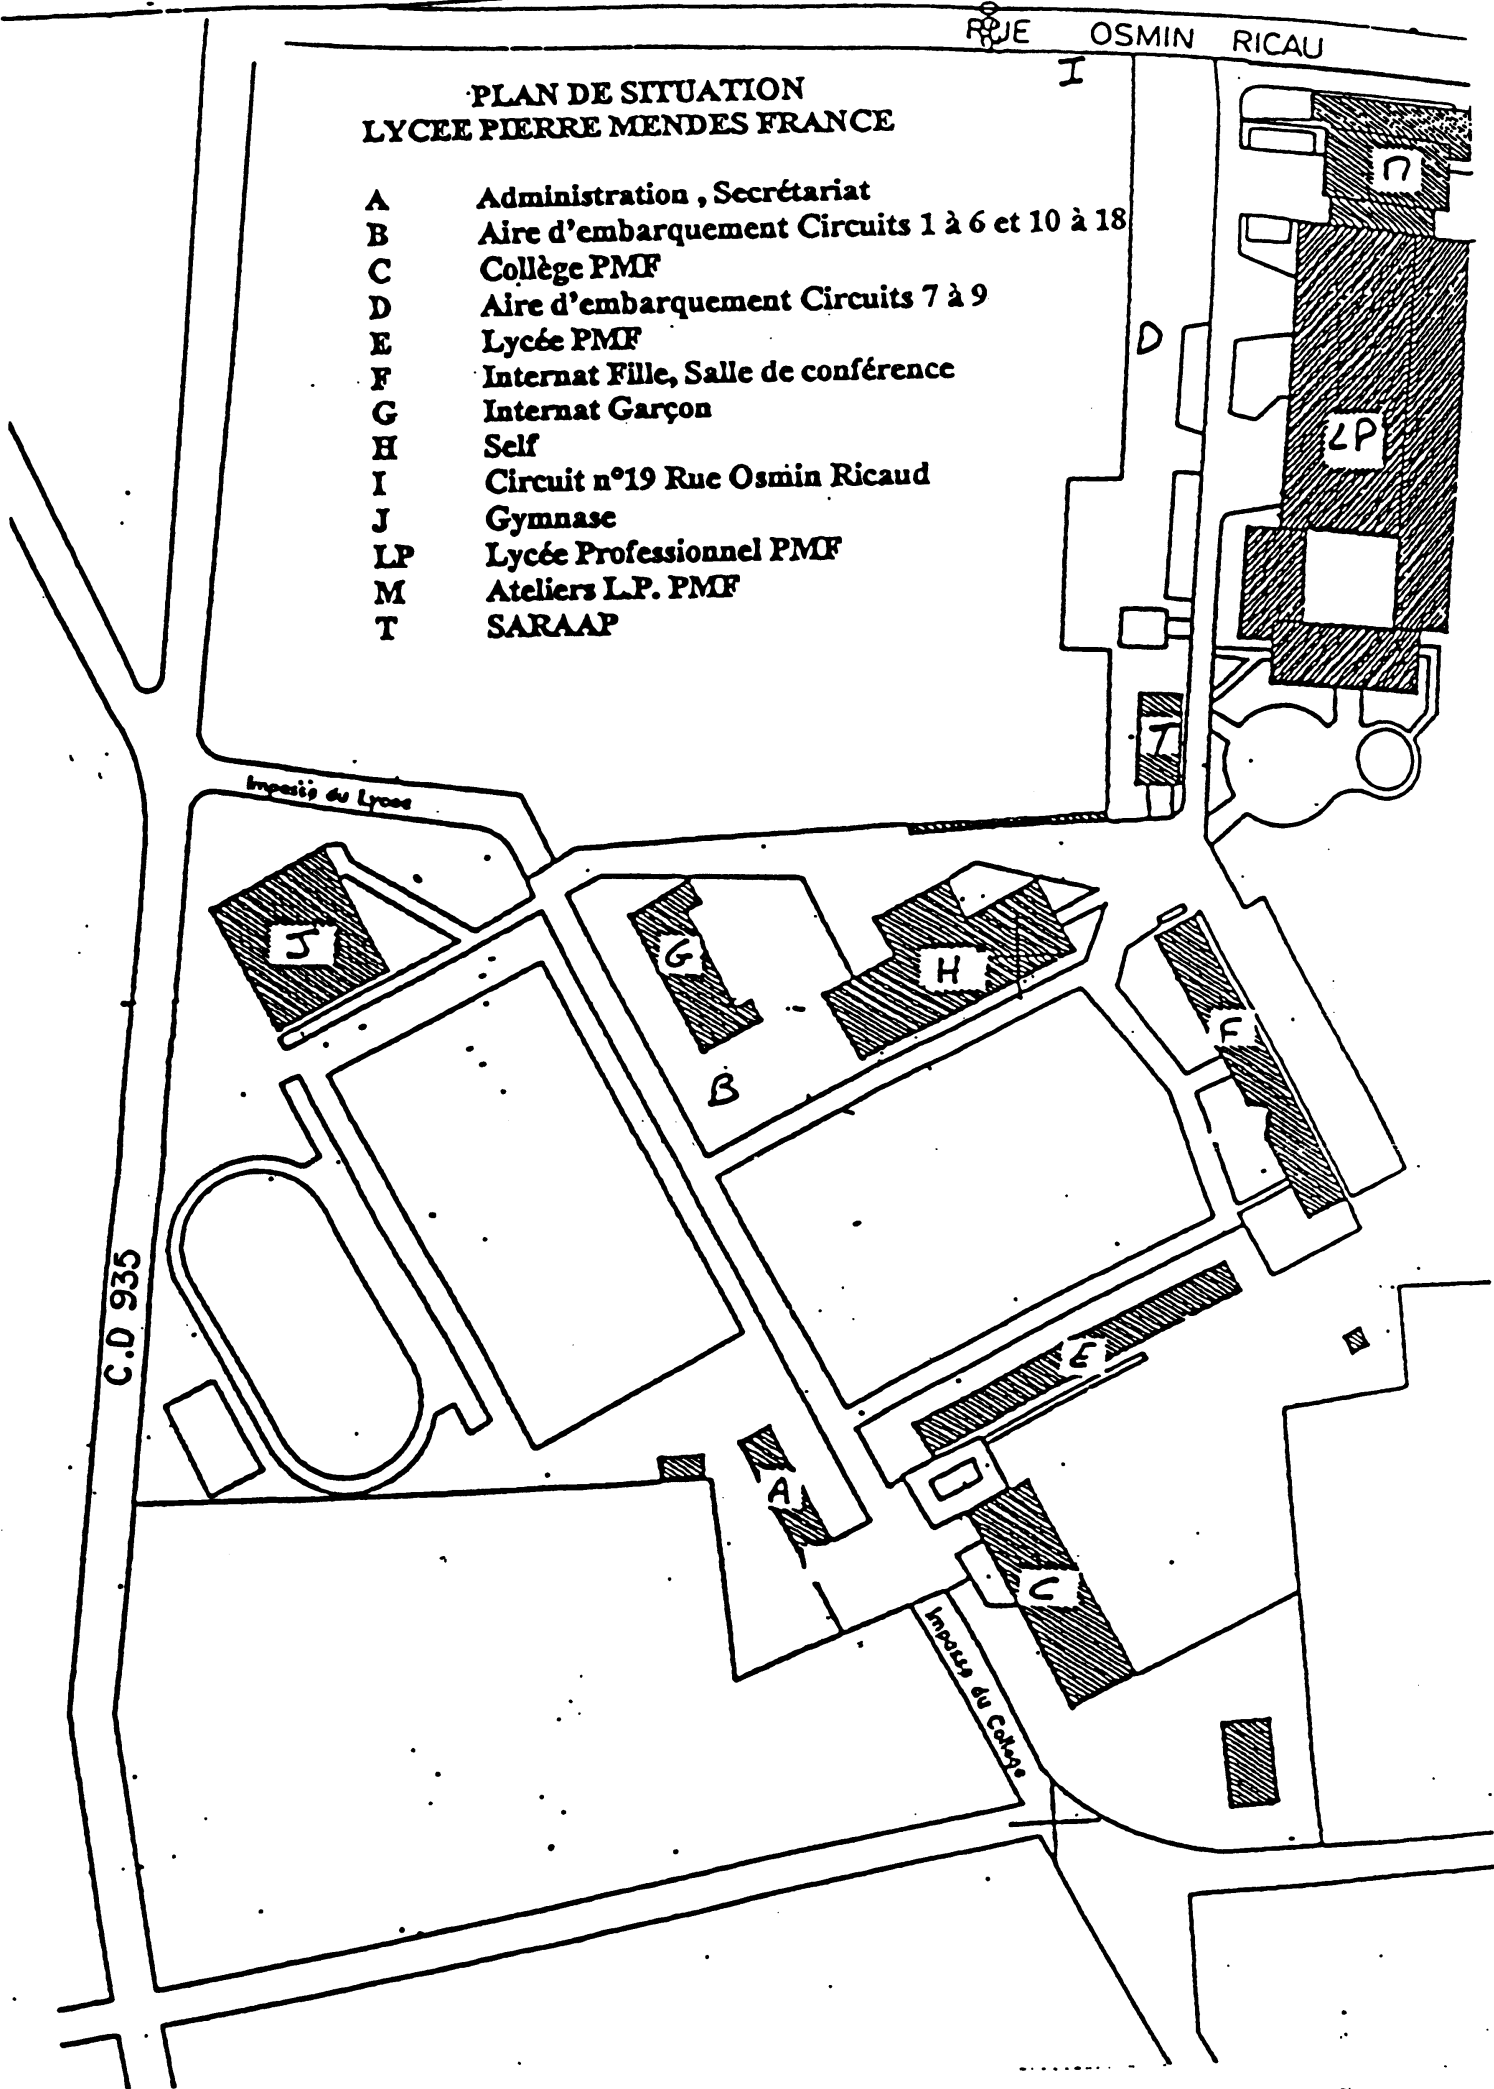 RUE OSMIN RICAU
I
PLAN DE SITUATION
LYCEE PIERRE MENDES FRANCE
A Administration , Secrétariat
B Aire d'embarquement Circuits 1 à 6 et 10 à 18
C Collège PMF
D Aire d'embarquement Circuits 7 à 9
E Lycée PMF
F Internat Fille, Salle de conférence
G Internat Garçon
H Self
I Circuit n°19 Rue Osmin Ricaud
J Gymnase
LP Lycée Professionnel PMF
M Ateliers L.P. PMF
T SARAAP
M
D
LP
T
Impasse du Lycee
J
G
H
F
B
C.D 935
E
A
C
Impasse du College